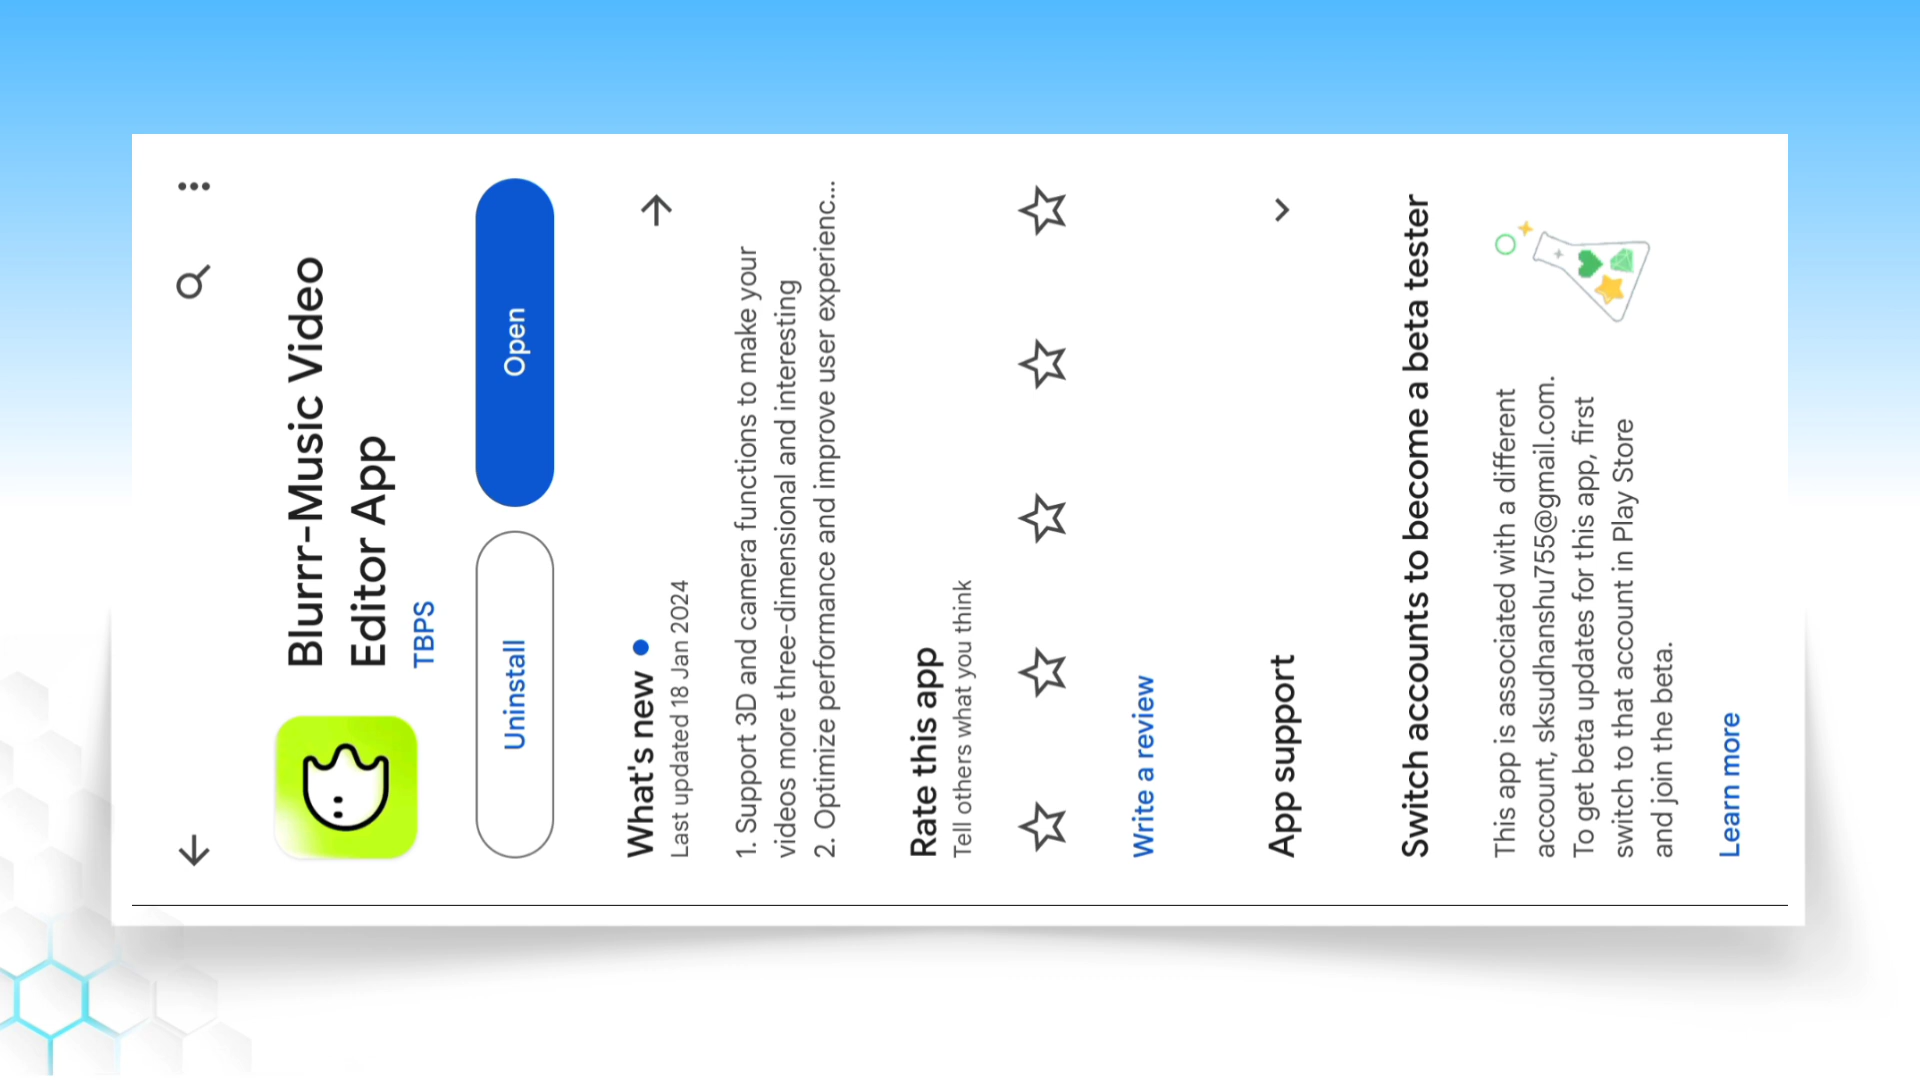 Blurrr-Music Video
Editor App
TBPS
Uninstall
Open
What's new
Last updated 18 Jan 2024
1. Support 3D and camera functions to make your
videos more three-dimensional and interesting
2. Optimize performance and improve user experienc...
Rate this app
Tell others what you think
Write a review
App support
Switch accounts to become a beta tester
This app is associated with a different
account, sksudhanshu755@gmail.com.
To get beta updates for this app, first
switch to that account in Play Store
and join the beta.
Learn more